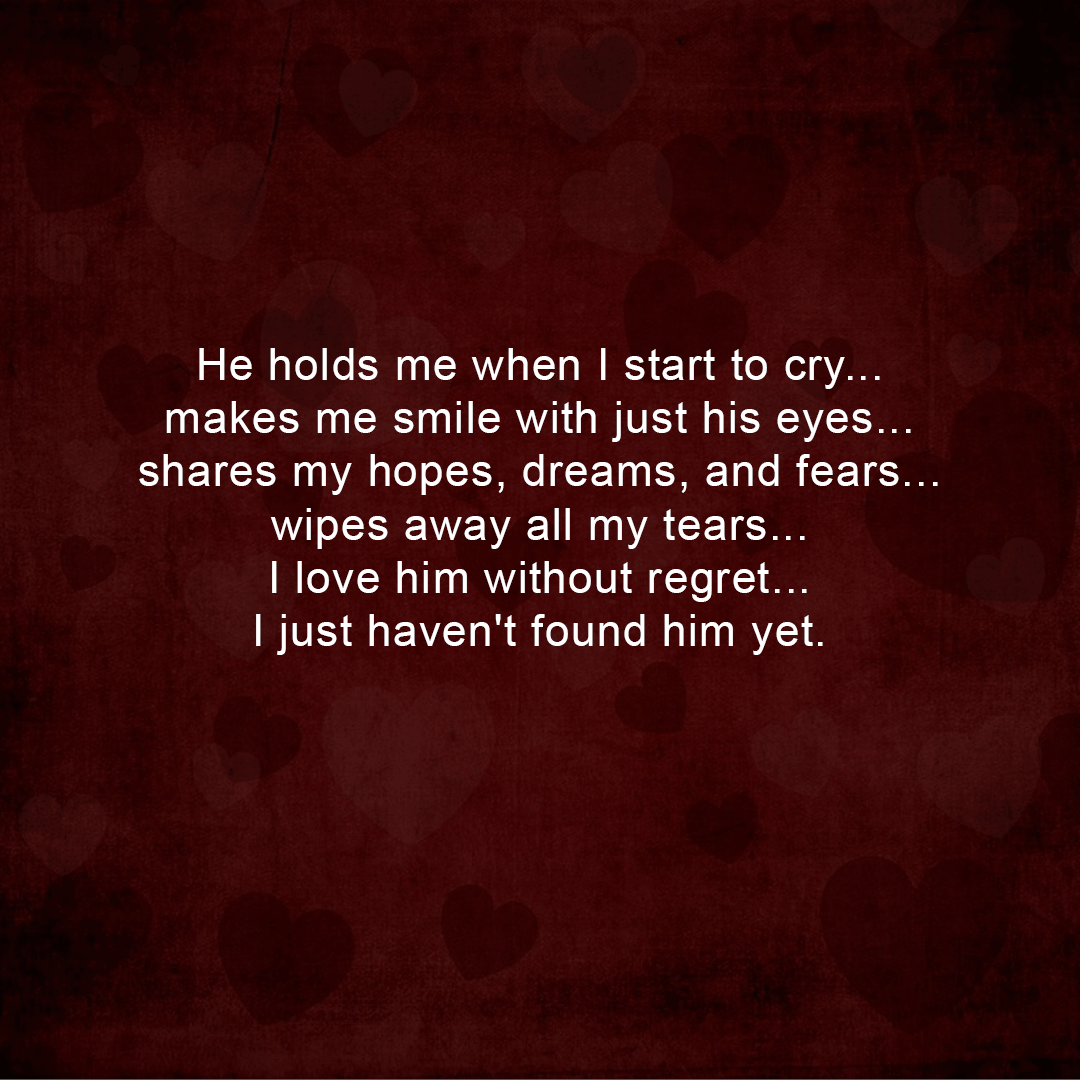 He holds me when I start to cry...
makes me smile with just his eyes...
shares my hopes, dreams, and fears...
wipes away all my tears...
I love him without regret...
I just haven't found him yet.